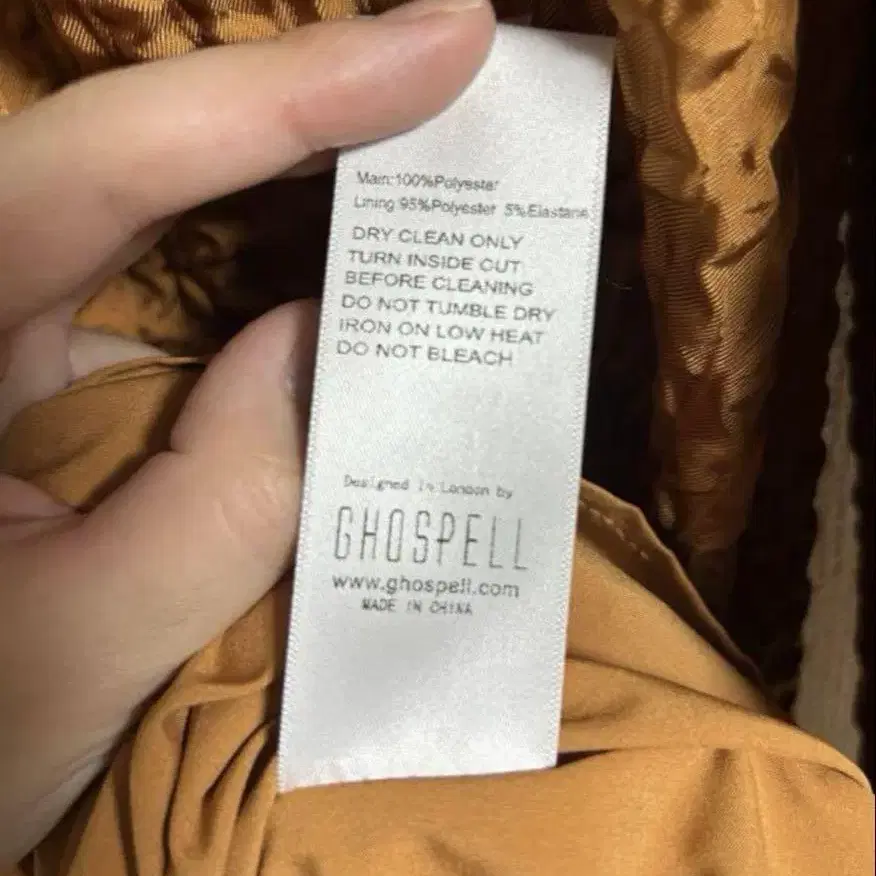 Main:100%Polyester
Lining:95%Polyester 5%Elastane
DRY CLEAN ONLY
TURN INSIDE OUT
BEFORE CLEANING
DO NOT TUMBLE DRY
IRON ON LOW HEAT
DO NOT BLEACH
Designed in London by
GHOSPELL
www.ghospell.com
MADE IN CHINA